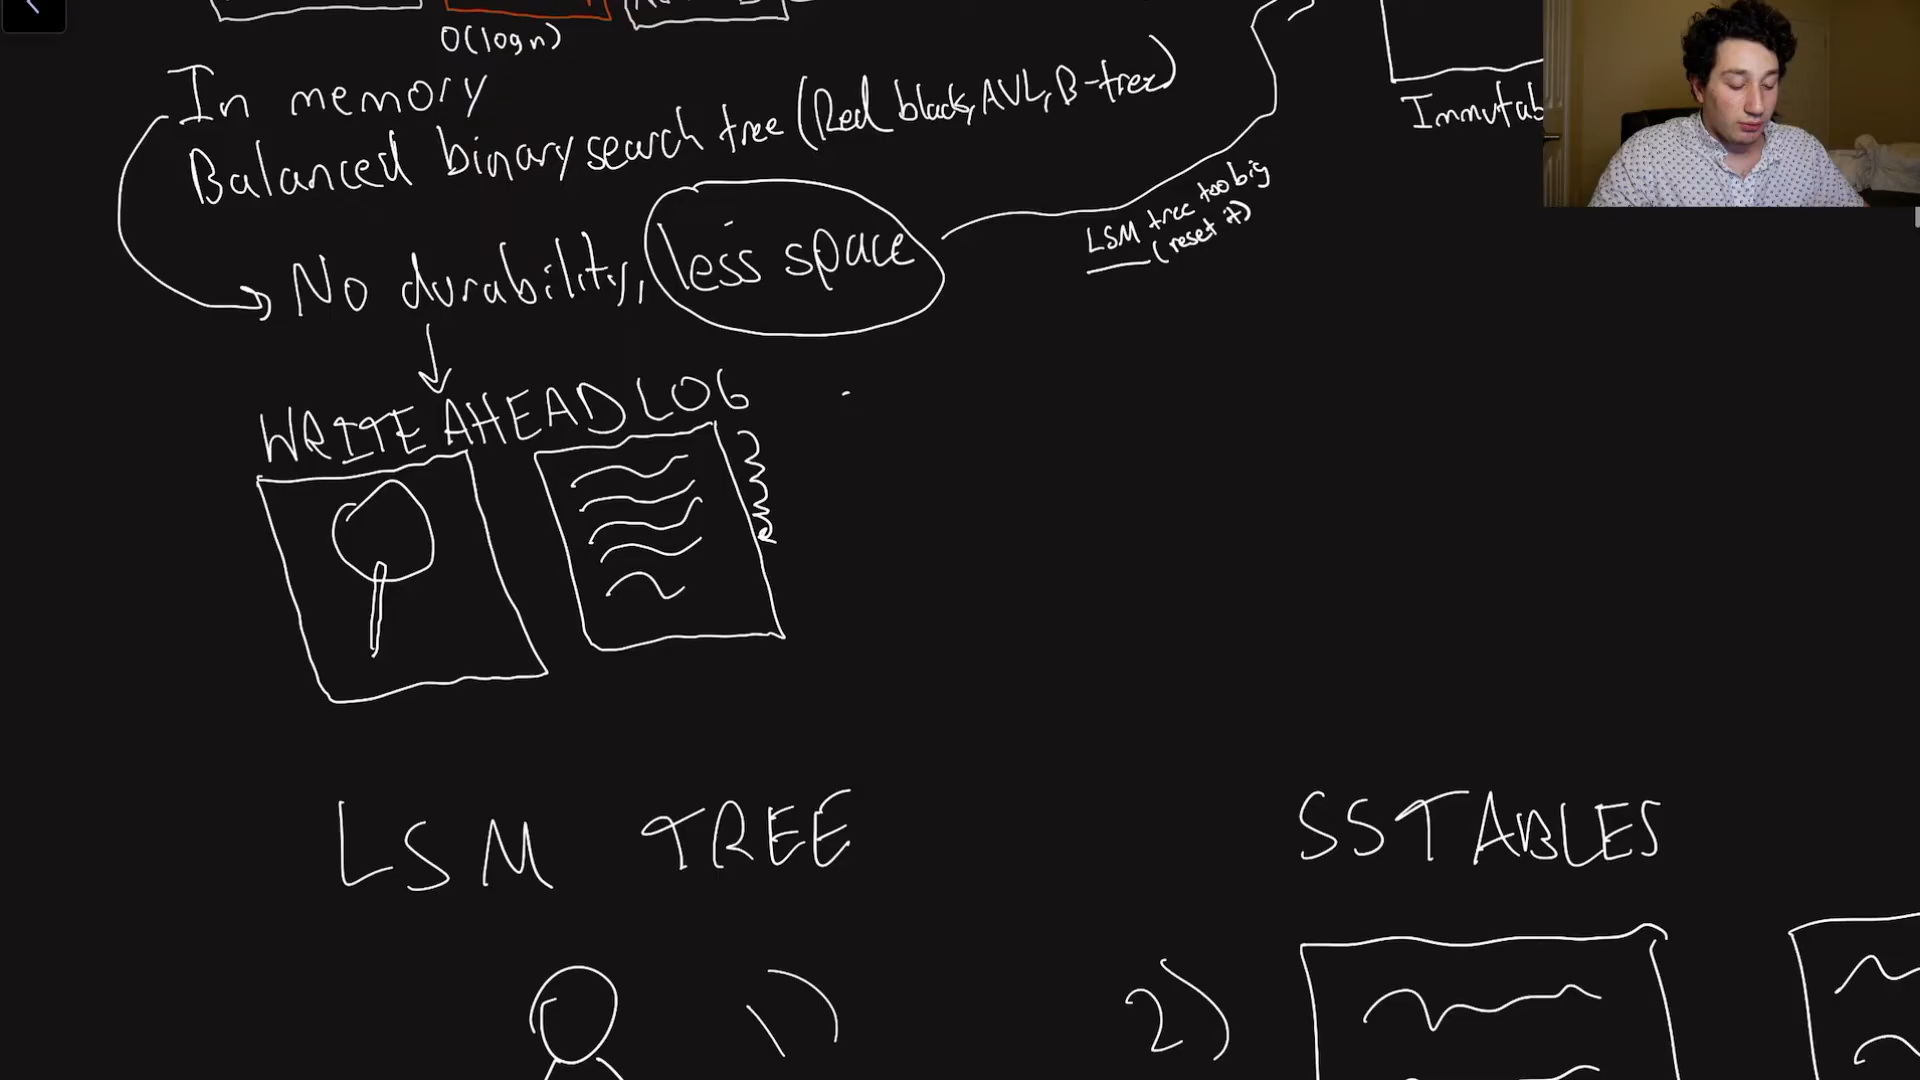 O(log n)
In memory
Balanced binary search tree (Red black, AVL, B-tree)
Immutab
No durability, less space
LSM tree too big
(reset it)
WRITE AHEAD LOG
LSM TREE
SSTABLES
1)
2)